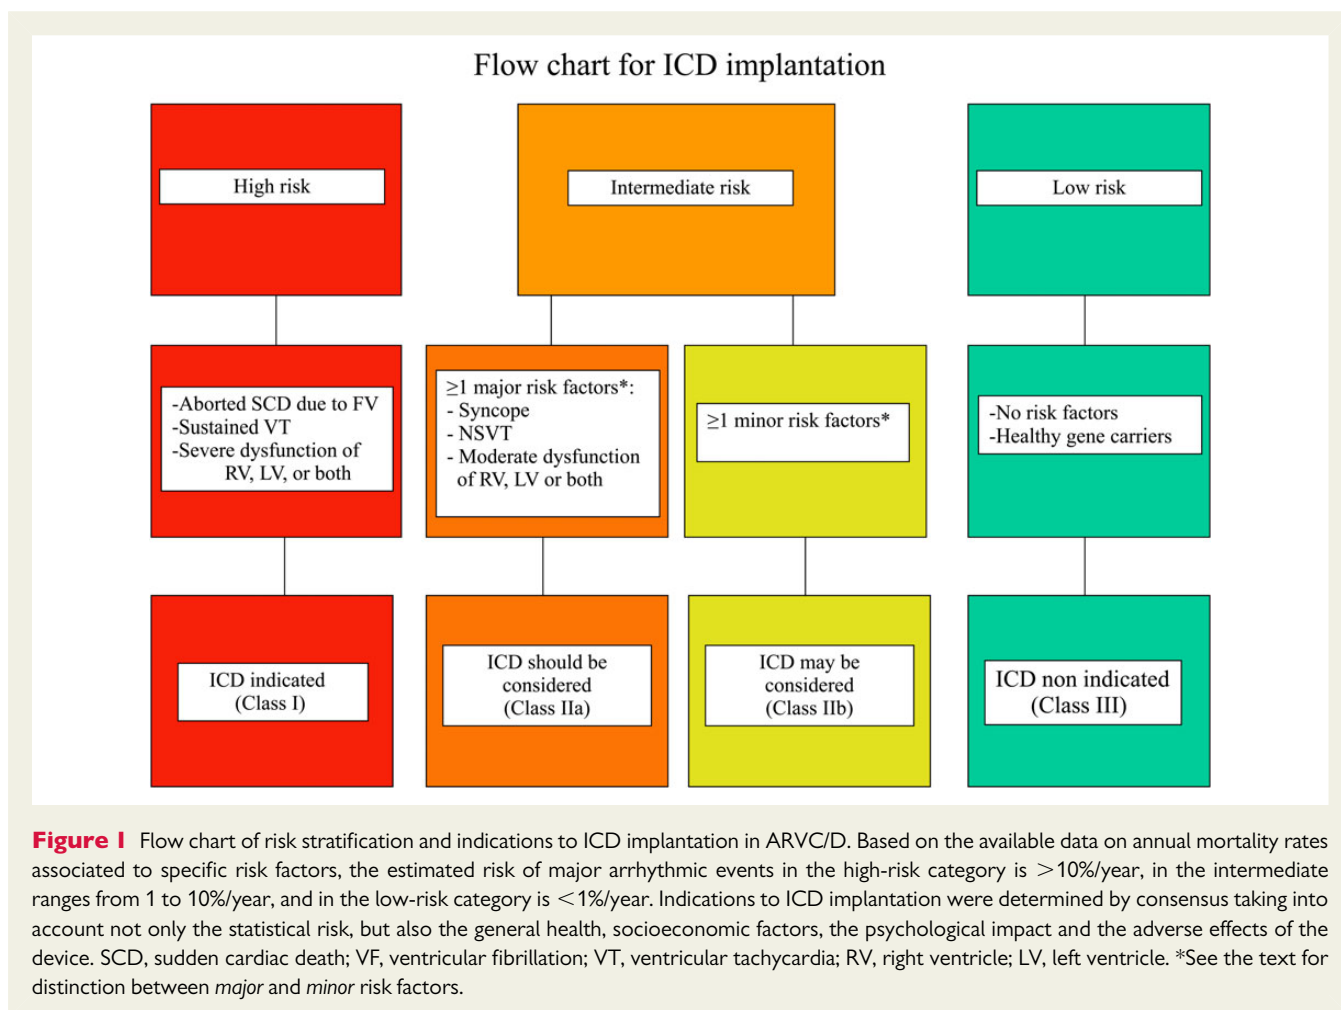 Flow chart for ICD implantation
High risk
Intermediate risk
Low risk
-Aborted SCD due to FV
-Sustained VT
-Severe dysfunction of
RV, LV, or both
≥1 major risk factors*:
- Syncope
- NSVT
- Moderate dysfunction
of RV, LV or both
≥1 minor risk factors*
-No risk factors
-Healthy gene carriers
ICD indicated
(Class I)
ICD should be
considered
(Class IIa)
ICD may be
considered
(Class IIb)
ICD non indicated
(Class III)
Figure 1 Flow chart of risk stratification and indications to ICD implantation in ARVC/D. Based on the available data on annual mortality rates
associated to specific risk factors, the estimated risk of major arrhythmic events in the high-risk category is >10%/year, in the intermediate
ranges from 1 to 10%/year, and in the low-risk category is <1%/year. Indications to ICD implantation were determined by consensus taking into
account not only the statistical risk, but also the general health, socioeconomic factors, the psychological impact and the adverse effects of the
device. SCD, sudden cardiac death; VF, ventricular fibrillation; VT, ventricular tachycardia; RV, right ventricle; LV, left ventricle. *See the text for
distinction between major and minor risk factors.